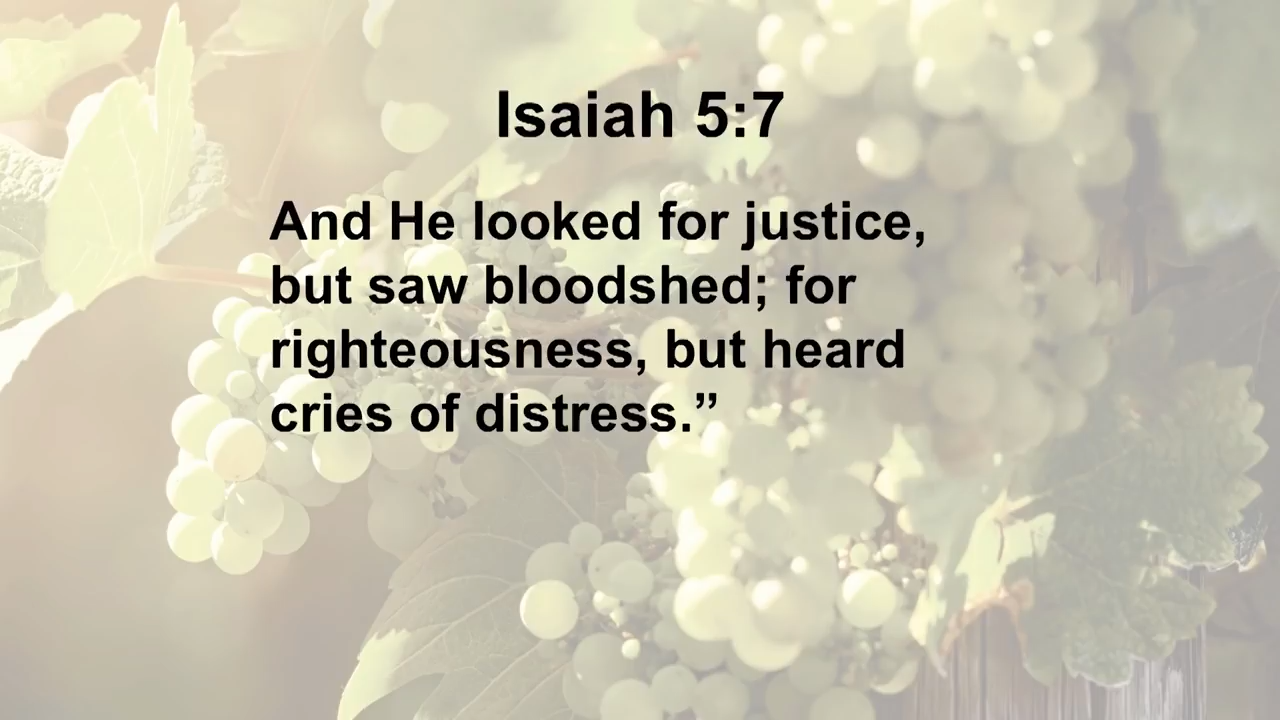 Isaiah 5:7
And He looked for justice,
but saw bloodshed; for
righteousness, but heard
cries of distress.”